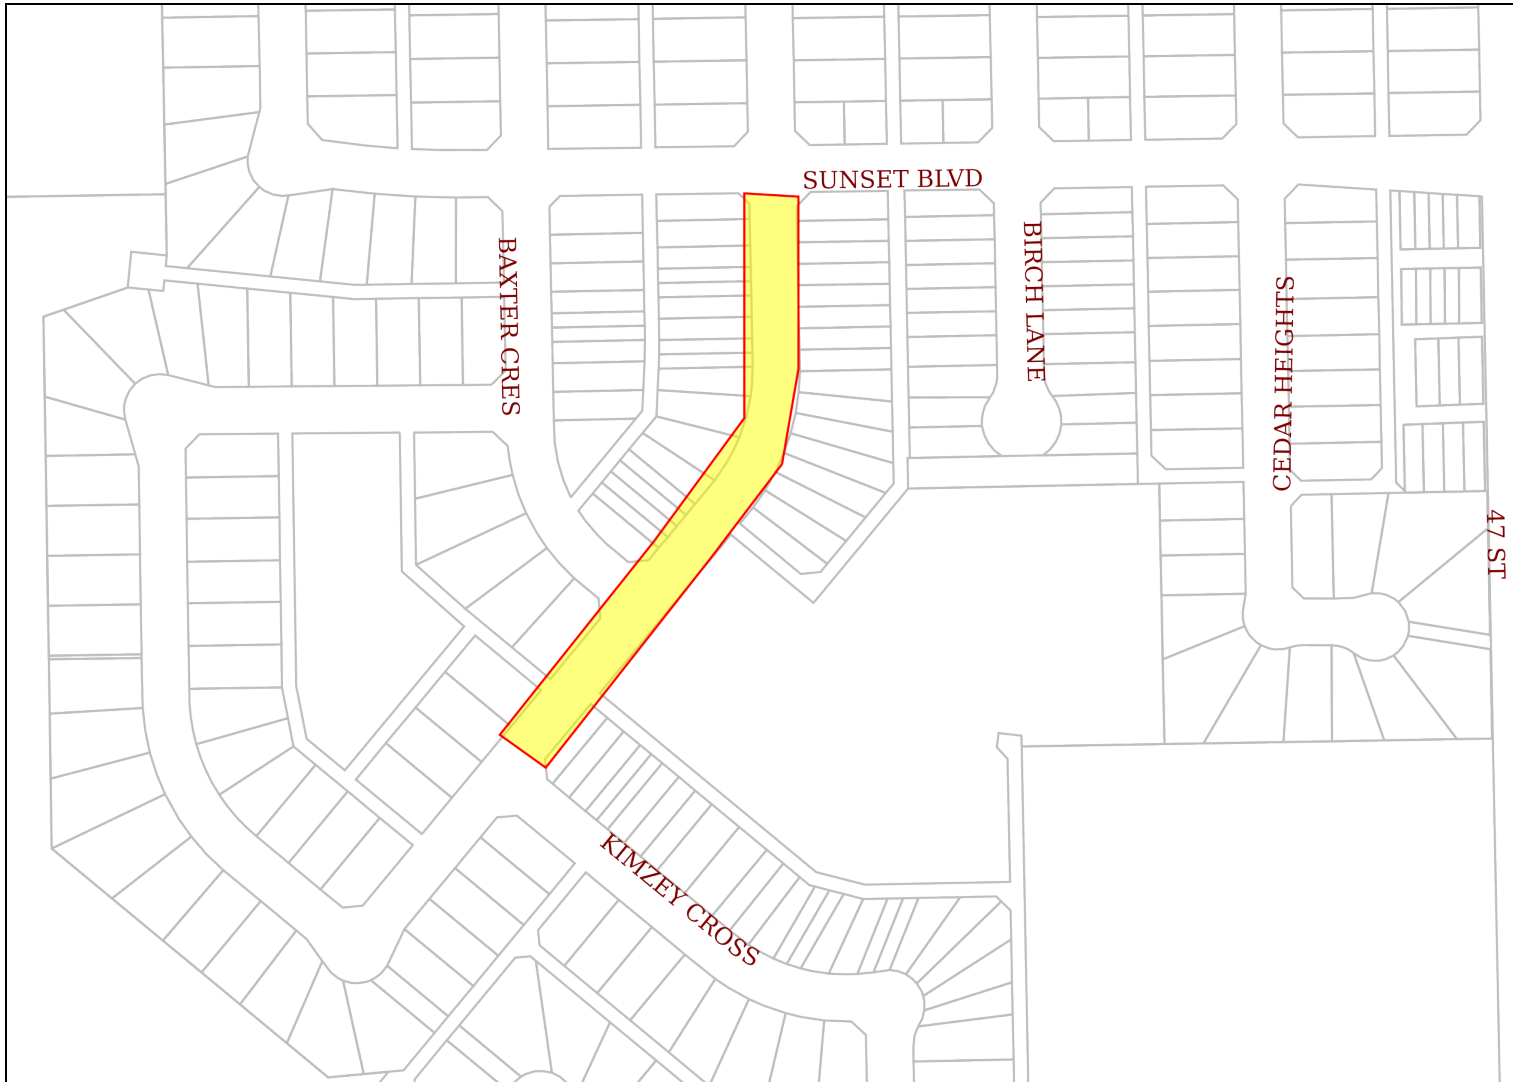 SUNSET BLVD
BAXTER CRES
BIRCH LANE
CEDAR HEIGHTS
47 ST
KIMZEY CROSS